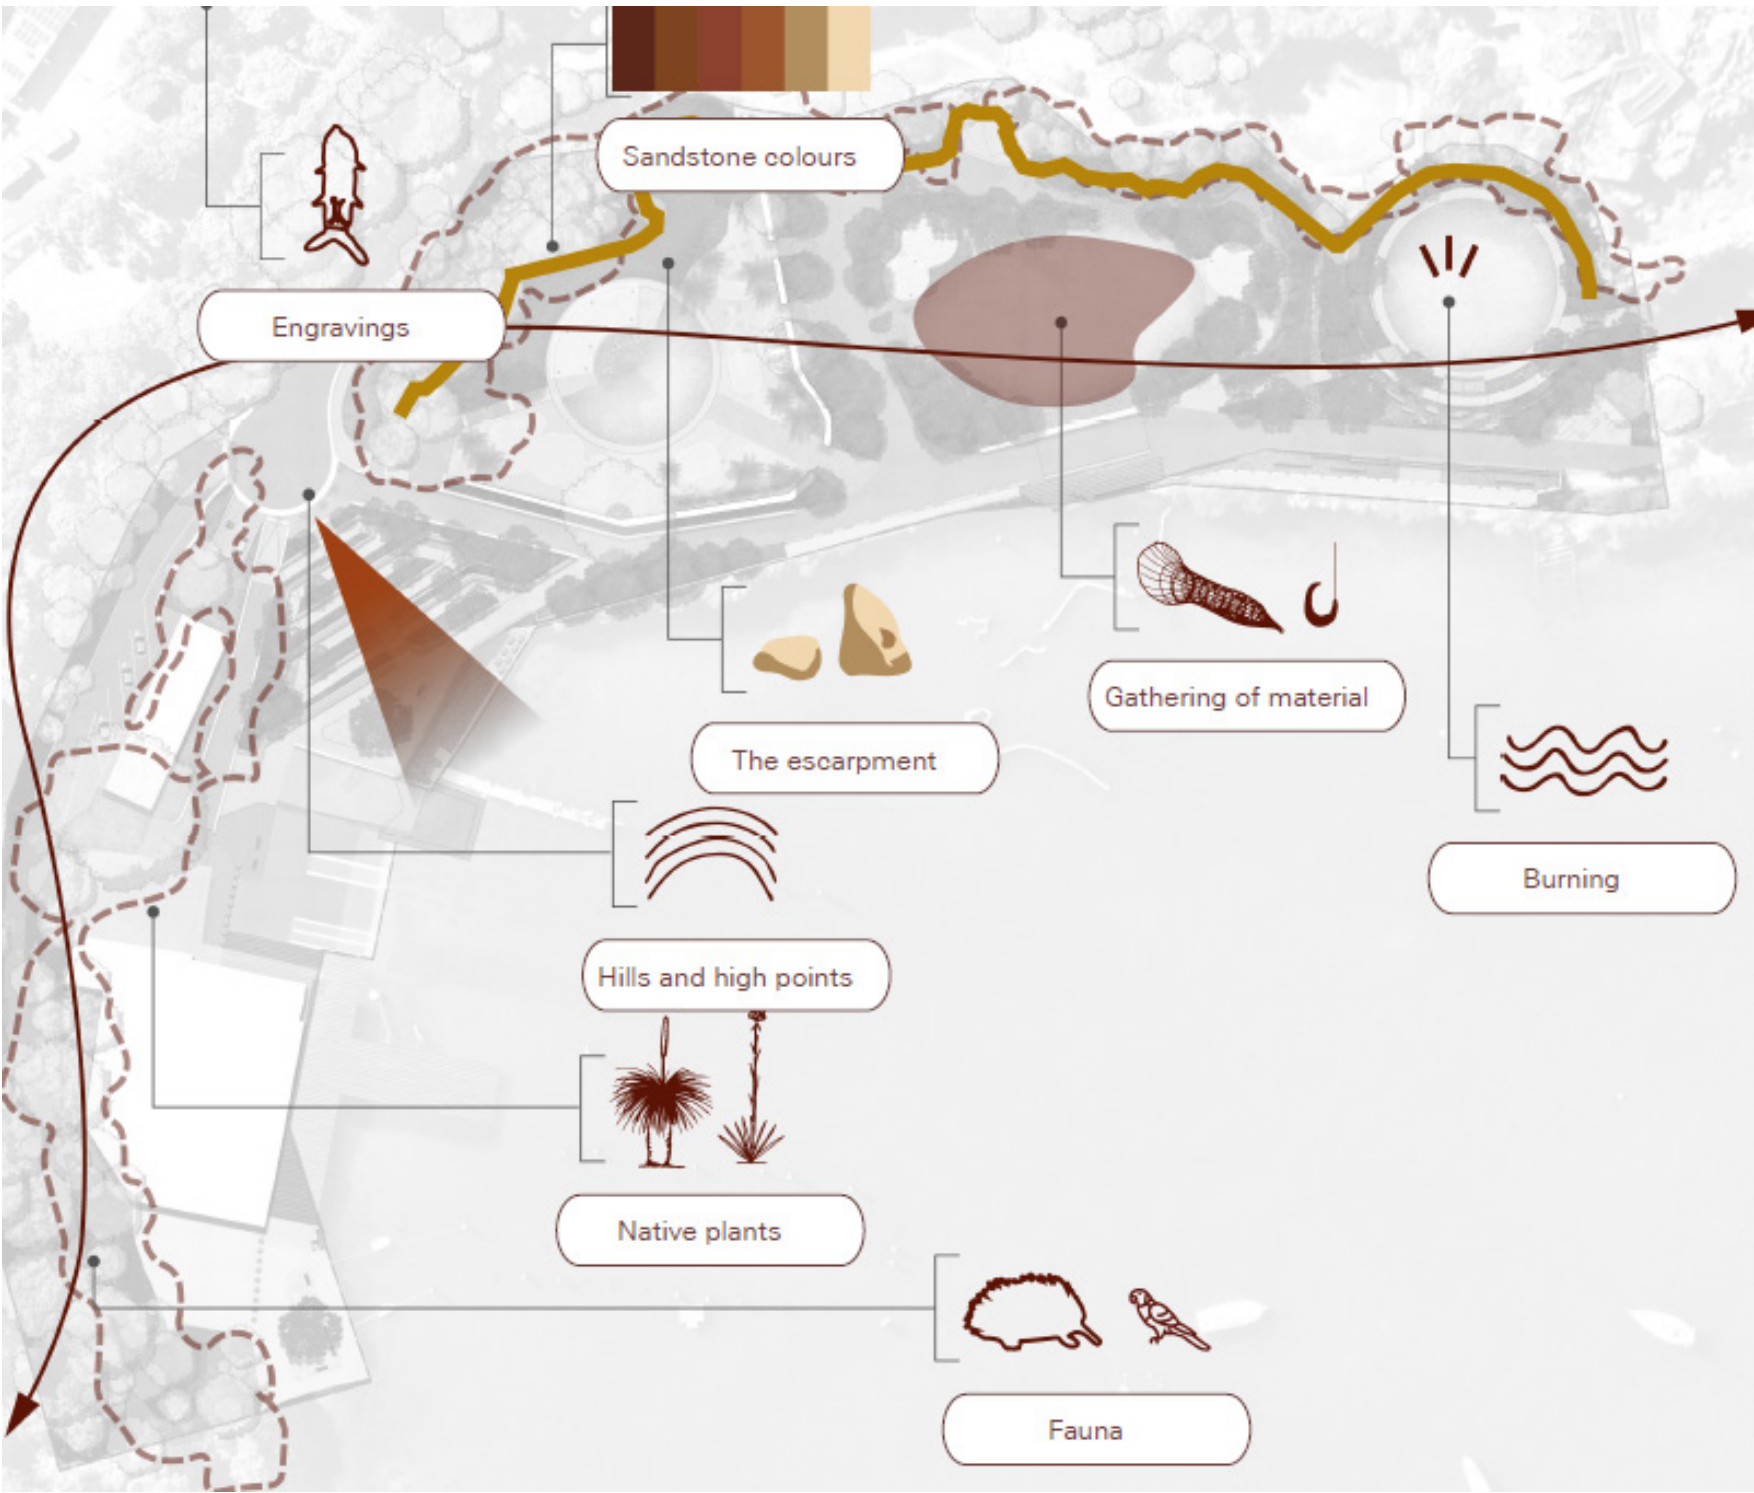 Sandstone colours
Engravings
Gathering of material
The escarpment
Burning
Hills and high points
Native plants
Fauna